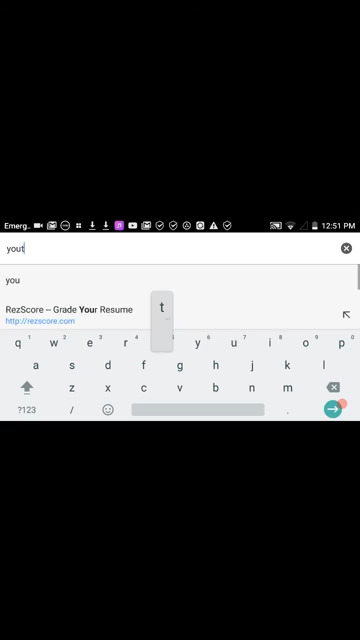 Emerg.. 12:51 PM
yout
you
RezScore – Grade Your Resume
http://rezscore.com
t
q 1 w 2 e 3 r 4 y 6 u 7 i 8 o 9 p 0
a s d f g h j k l
z x c v b n m
?123 / .